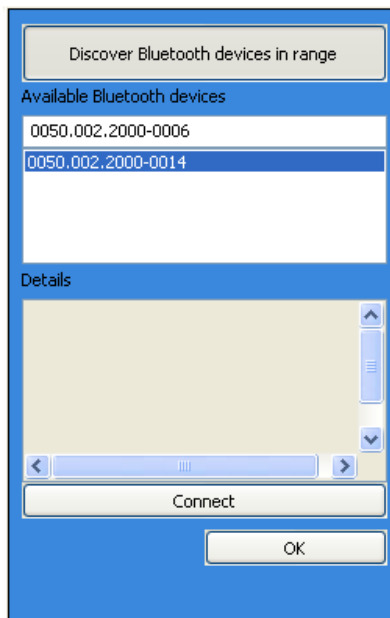 Discover Bluetooth devices in range
Available Bluetooth devices
0050.002.2000-0006
0050.002.2000-0014
Details
Connect
OK